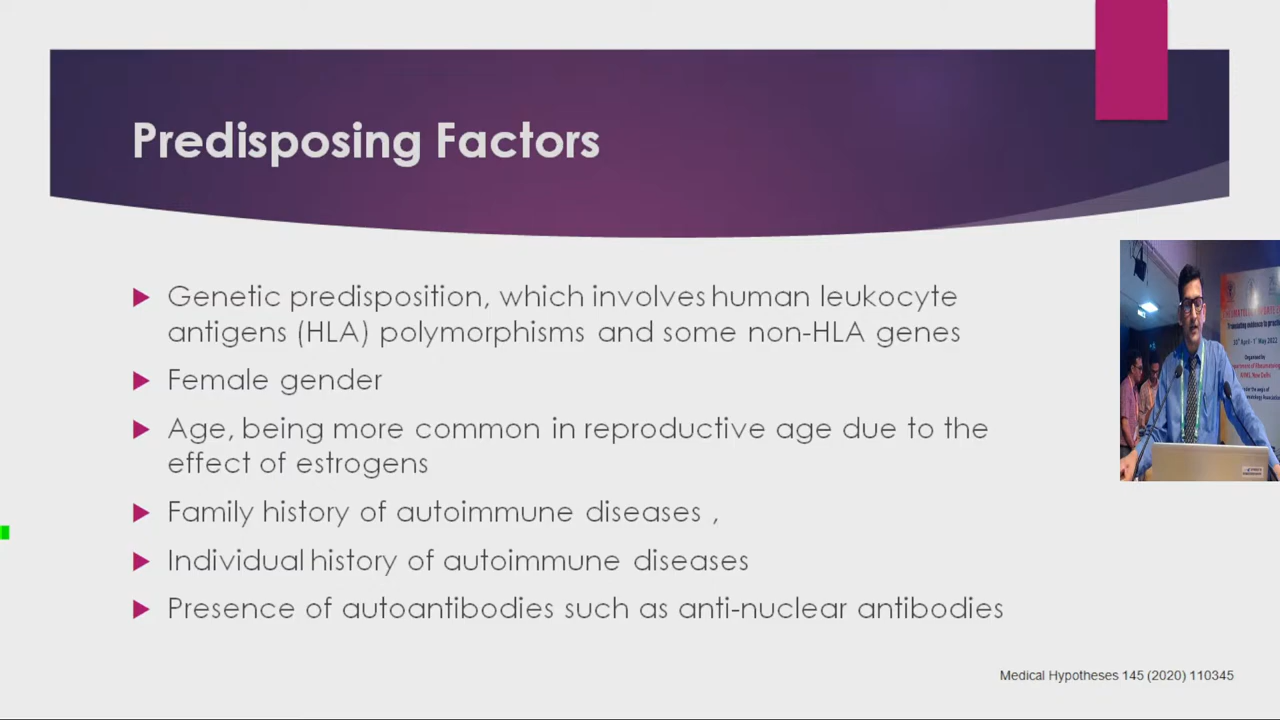 Predisposing Factors
Genetic predisposition, which involves human leukocyte
antigens (HLA) polymorphisms and some non-HLA genes
Female gender
Age, being more common in reproductive age due to the
effect of estrogens
Family history of autoimmune diseases ,
Individual history of autoimmune diseases
Presence of autoantibodies such as anti-nuclear antibodies
Medical Hypotheses 145 (2020) 110345